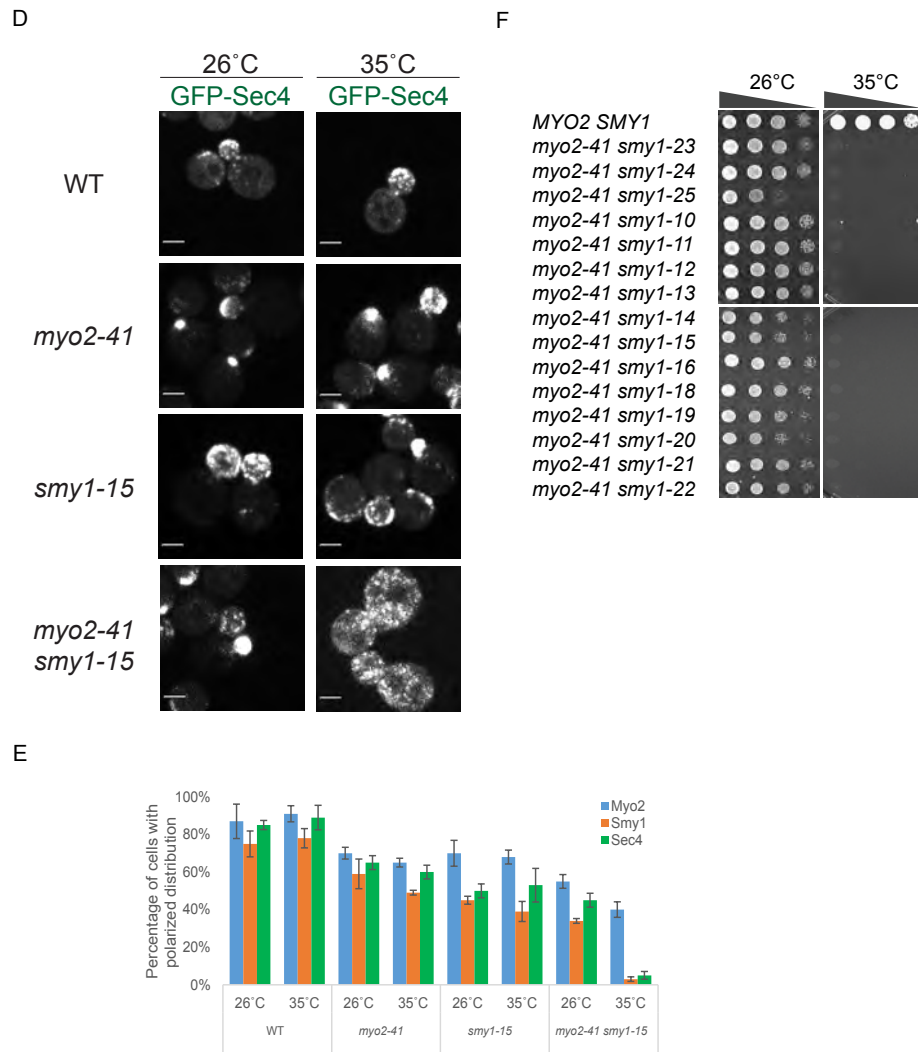 D
26˚C
35˚C
GFP-Sec4
GFP-Sec4
WT
myo2-41
smy1-15
myo2-41
smy1-15
F
26˚C
35˚C
MYO2 SMY1
myo2-41 smy1-23
myo2-41 smy1-24
myo2-41 smy1-25
myo2-41 smy1-10
myo2-41 smy1-11
myo2-41 smy1-12
myo2-41 smy1-13
myo2-41 smy1-14
myo2-41 smy1-15
myo2-41 smy1-16
myo2-41 smy1-18
myo2-41 smy1-19
myo2-41 smy1-20
myo2-41 smy1-21
myo2-41 smy1-22
E
Percentage of cells with
polarized distribution
100%
80%
60%
40%
20%
0%
Myo2
Smy1
Sec4
26˚C 35˚C 26˚C 35˚C 26˚C 35˚C 26˚C 35˚C
WT myo2-41 smy1-15 myo2-41 smy1-15